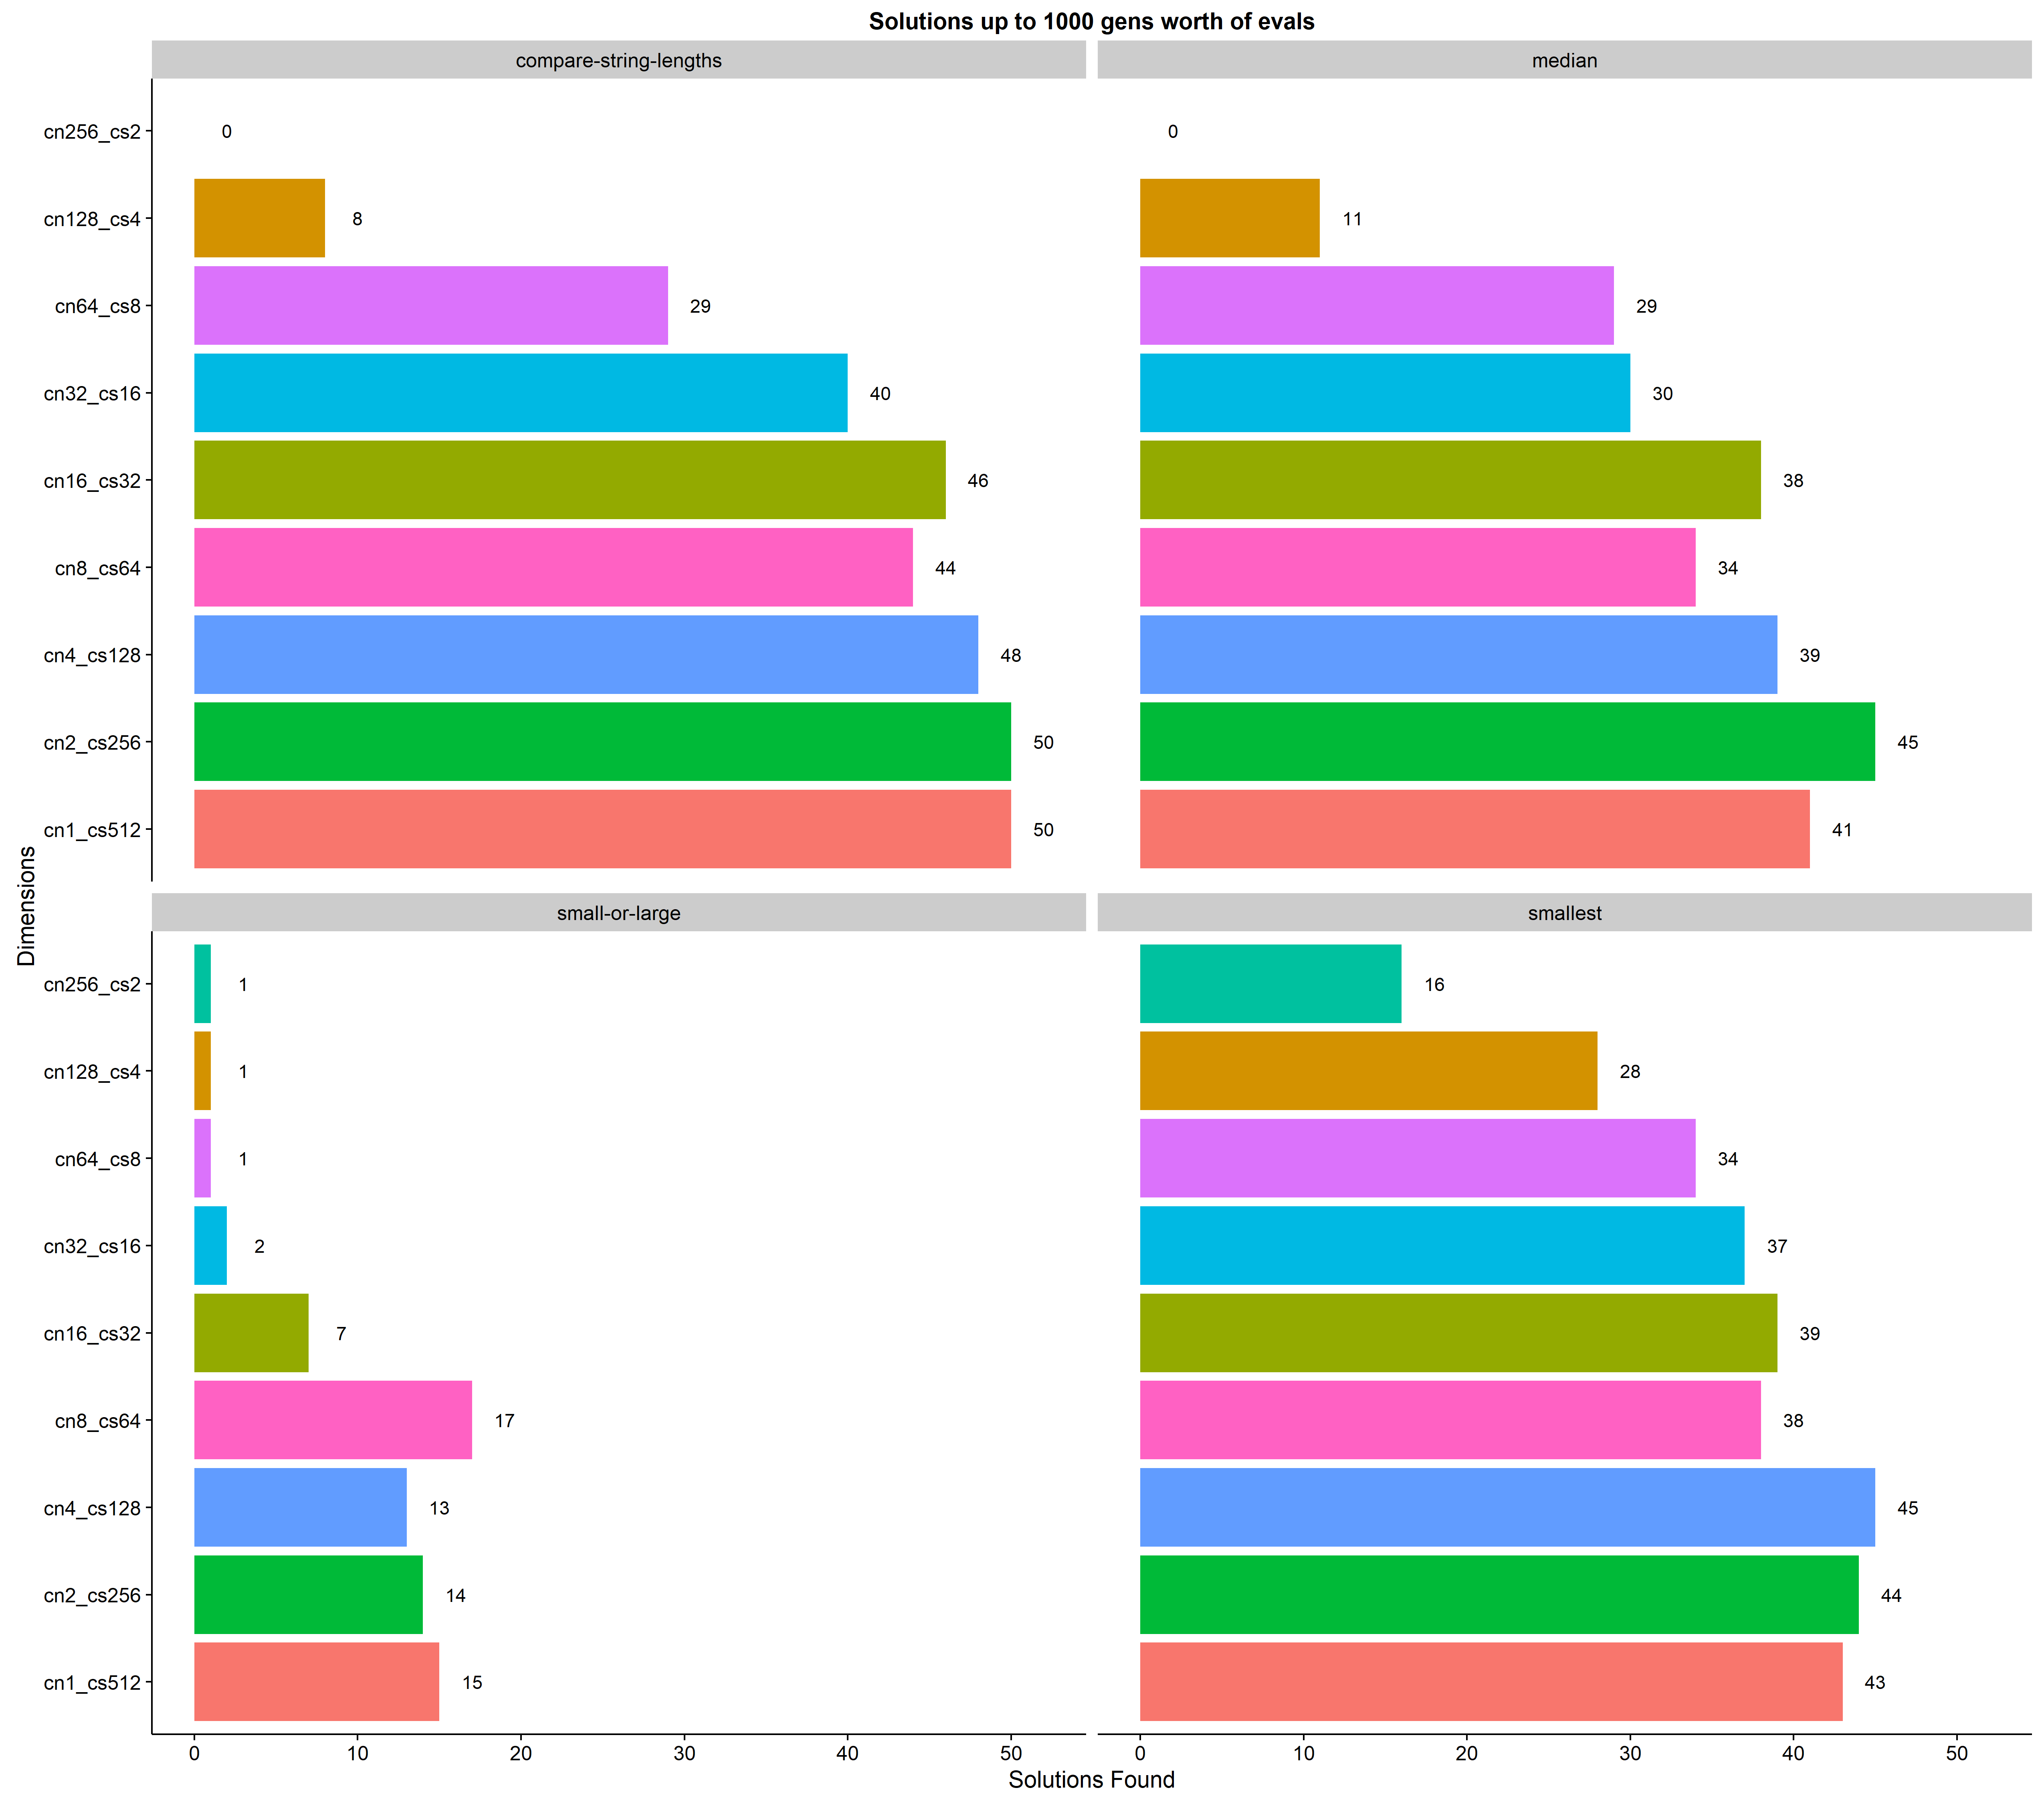 Solutions up to 1000 gens worth of evals
compare-string-lengths
median
cn256_cs2 0 0
cn128_cs4 8 11
cn64_cs8 29 29
cn32_cs16 40 30
cn16_cs32 46 38
cn8_cs64 44 34
cn4_cs128 48 39
cn2_cs256 50 45
cn1_cs512 50 41
Dimensions
small-or-large
smallest
cn256_cs2 1 16
cn128_cs4 1 28
cn64_cs8 1 34
cn32_cs16 2 37
cn16_cs32 7 39
cn8_cs64 17 38
cn4_cs128 13 45
cn2_cs256 14 44
cn1_cs512 15 43
0 10 20 30 40 50 0 10 20 30 40 50
Solutions Found